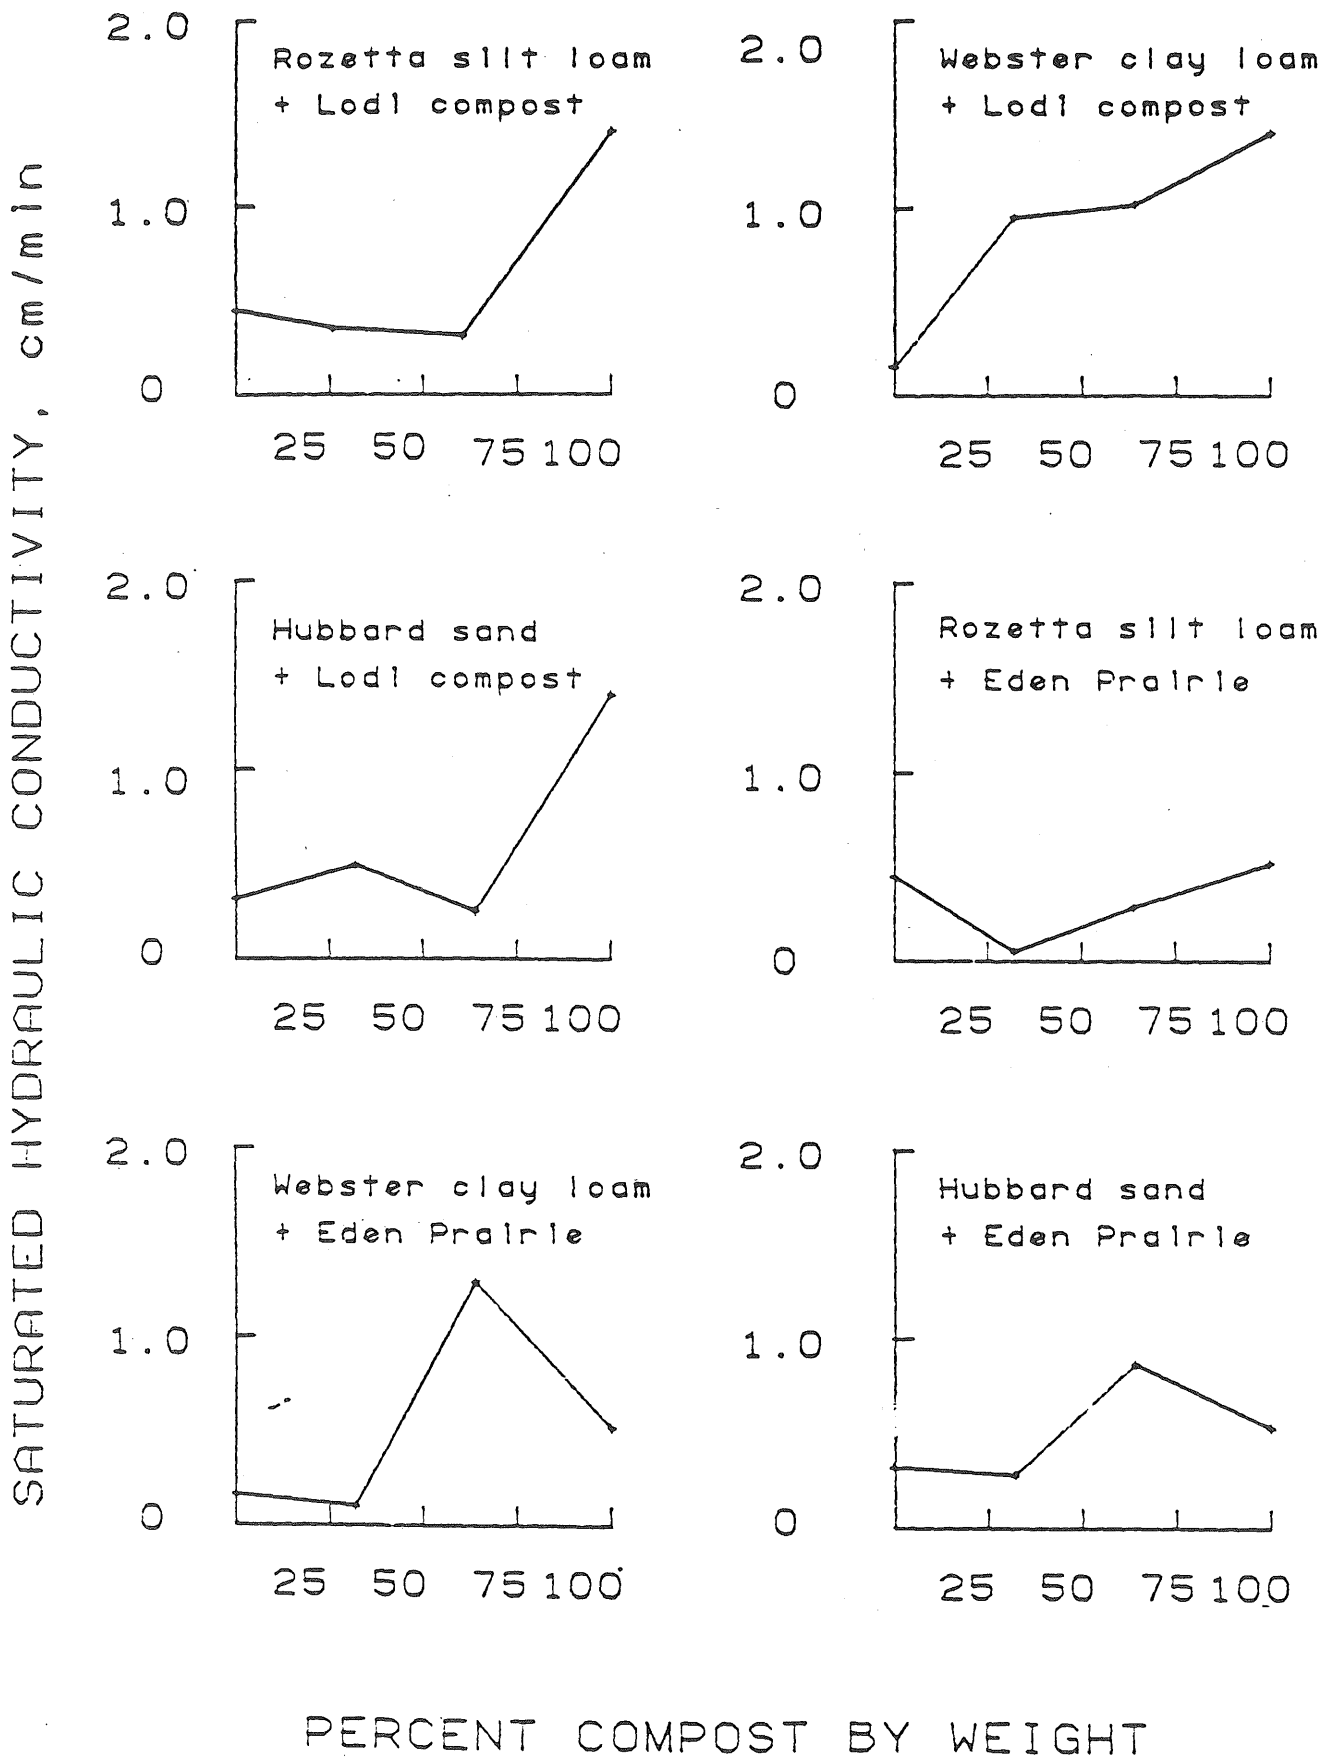 SATURATED HYDRAULIC CONDUCTIVITY, cm/min
2.0
Rozetta silt loam
+ Lodi compost
1.0
0
25 50 75 100
2.0
Webster clay loam
+ Lodi compost
1.0
0
25 50 75 100
2.0
Hubbard sand
+ Lodi compost
1.0
0
25 50 75 100
2.0
Rozetta silt loam
+ Eden Prairie
1.0
0
25 50 75 100
2.0
Webster clay loam
+ Eden Prairie
1.0
0
25 50 75 100
2.0
Hubbard sand
+ Eden Prairie
1.0
0
25 50 75 100
PERCENT COMPOST BY WEIGHT